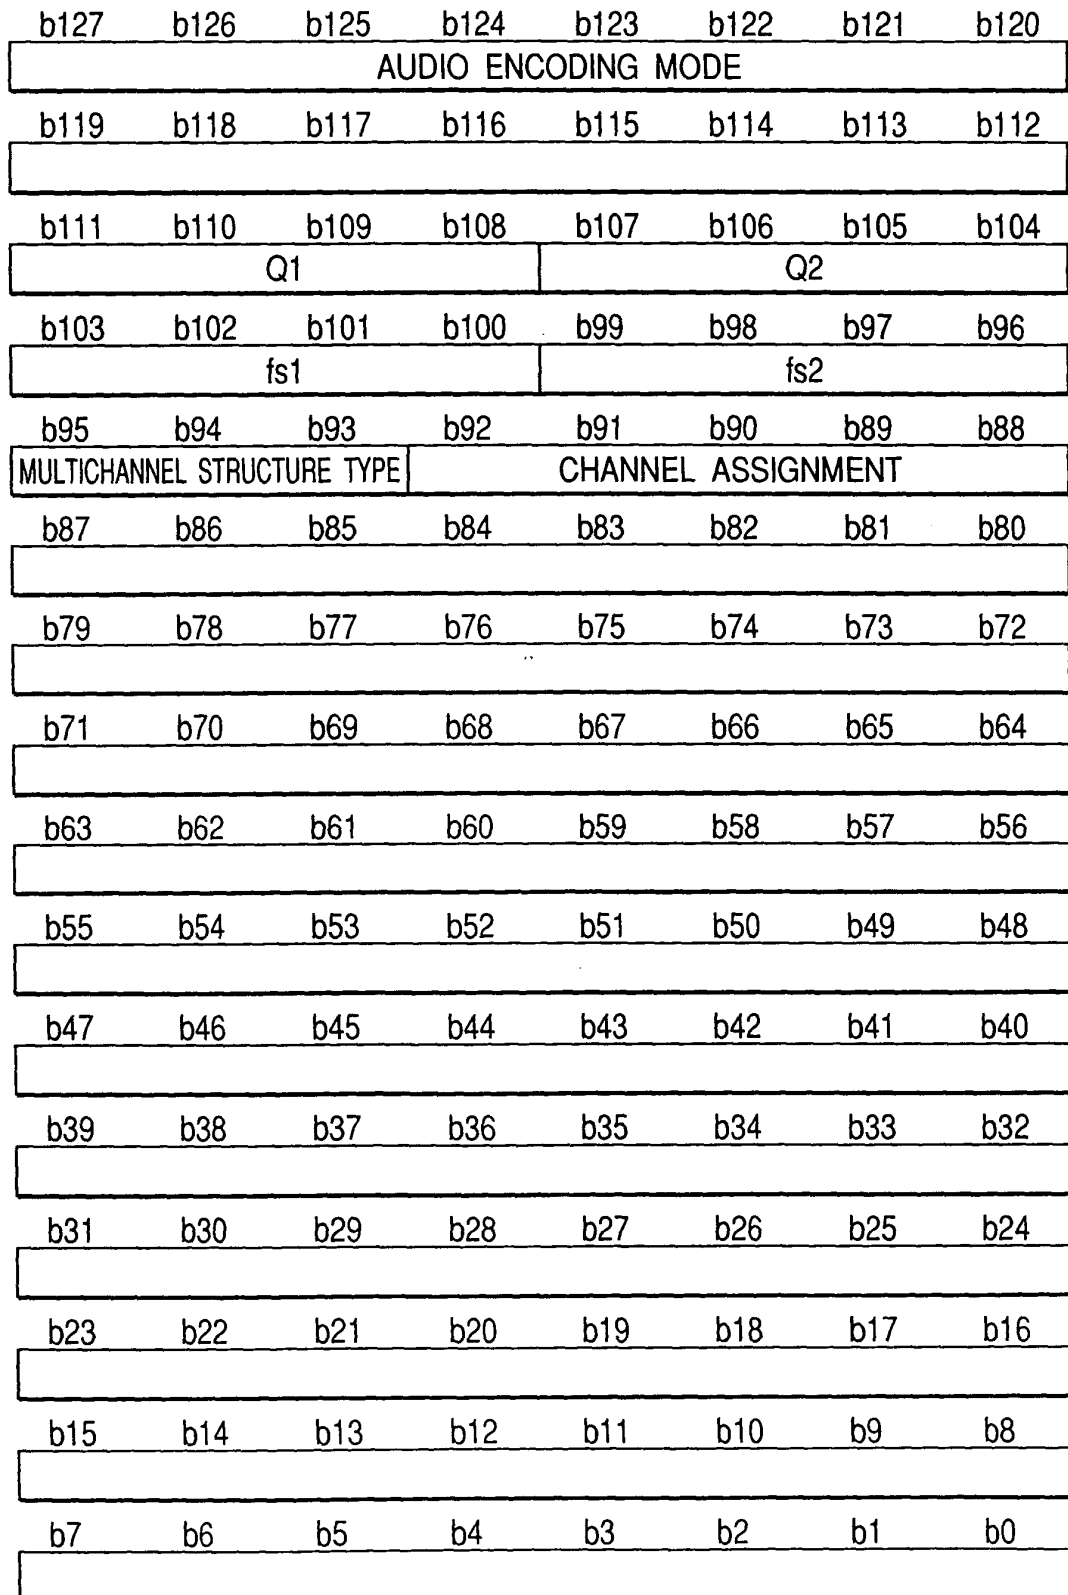 b127 b126 b125 b124 b123 b122 b121 b120
AUDIO ENCODING MODE
b119 b118 b117 b116 b115 b114 b113 b112
b111 b110 b109 b108 b107 b106 b105 b104
Q1 Q2
b103 b102 b101 b100 b99 b98 b97 b96
fs1 fs2
b95 b94 b93 b92 b91 b90 b89 b88
MULTICHANNEL STRUCTURE TYPE CHANNEL ASSIGNMENT
b87 b86 b85 b84 b83 b82 b81 b80
b79 b78 b77 b76 b75 b74 b73 b72
b71 b70 b69 b68 b67 b66 b65 b64
b63 b62 b61 b60 b59 b58 b57 b56
b55 b54 b53 b52 b51 b50 b49 b48
b47 b46 b45 b44 b43 b42 b41 b40
b39 b38 b37 b36 b35 b34 b33 b32
b31 b30 b29 b28 b27 b26 b25 b24
b23 b22 b21 b20 b19 b18 b17 b16
b15 b14 b13 b12 b11 b10 b9 b8
b7 b6 b5 b4 b3 b2 b1 b0